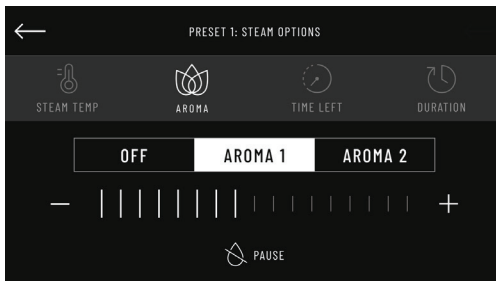 PRESET 1: STEAM OPTIONS
STEAM TEMP AROMA TIME LEFT DURATION
OFF AROMA 1 AROMA 2
PAUSE